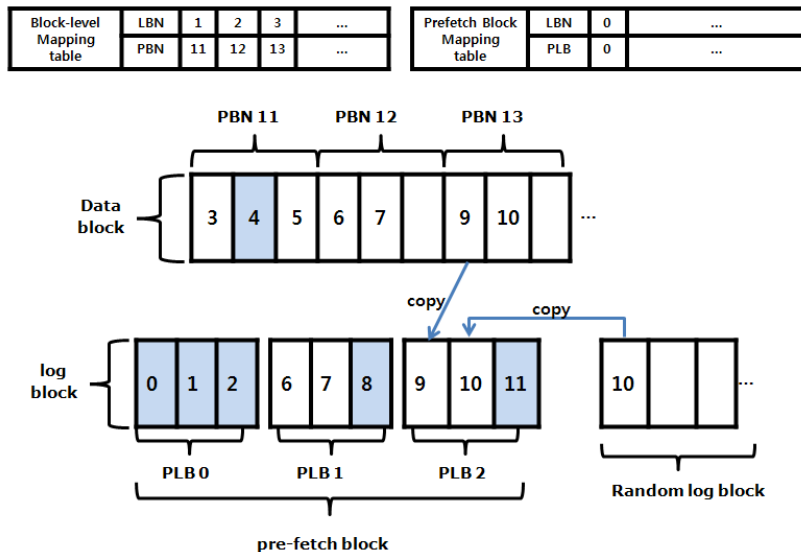 Block-level Mapping table LBN 1 2 3 ...
PBN 11 12 13 ...
Prefetch Block Mapping table LBN 0 ...
PLB 0 ...
PBN 11 PBN 12 PBN 13
Data block
3 4 5 6 7 9 10 ...
copy copy
log block
0 1 2 6 7 8 9 10 11 10 ...
PLB 0 PLB 1 PLB 2
Random log block
pre-fetch block